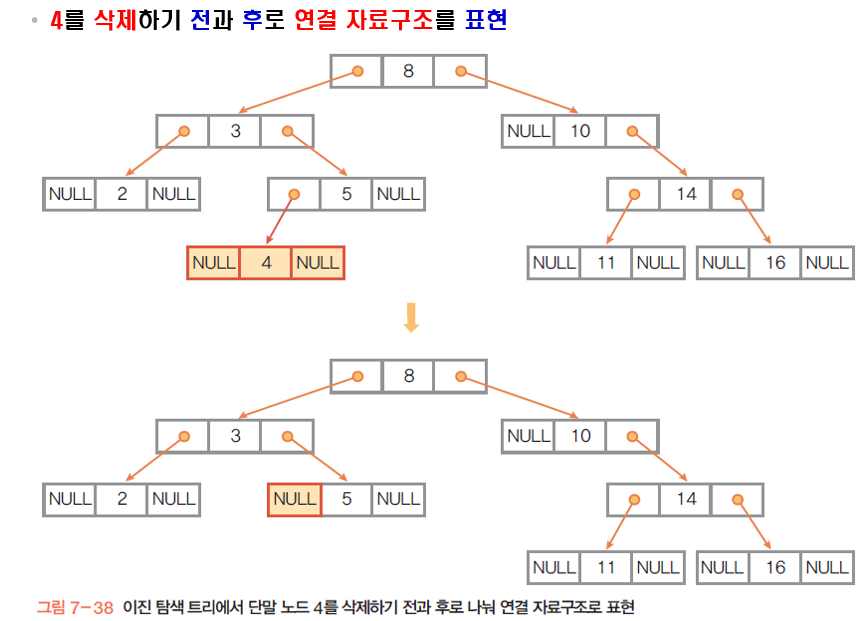 • 4를 삭제하기 전과 후로 연결 자료구조를 표현
8
3
NULL 10
NULL 2 NULL
5 NULL
14
NULL 4 NULL
NULL 11 NULL
NULL 16 NULL
8
3
NULL 10
NULL 2 NULL
NULL 5 NULL
14
NULL 11 NULL
NULL 16 NULL
그림 7-38 이진 탐색 트리에서 단말 노드 4를 삭제하기 전과 후로 나눠 연결 자료구조로 표현